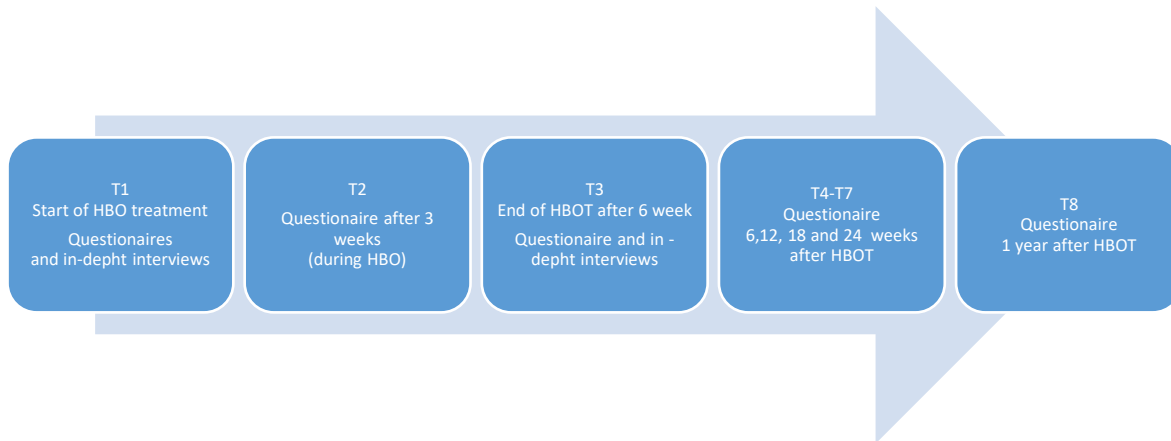 T1
Start of HBO treatment
Questionaires
and in-depht interviews
T2
Questionaire after 3
weeks
(during HBO)
T3
End of HBOT after 6 week
Questionaire and in -
depht interviews
T4-T7
Questionaire
6,12, 18 and 24  weeks
after HBOT
T8
Questionaire
1 year after HBOT